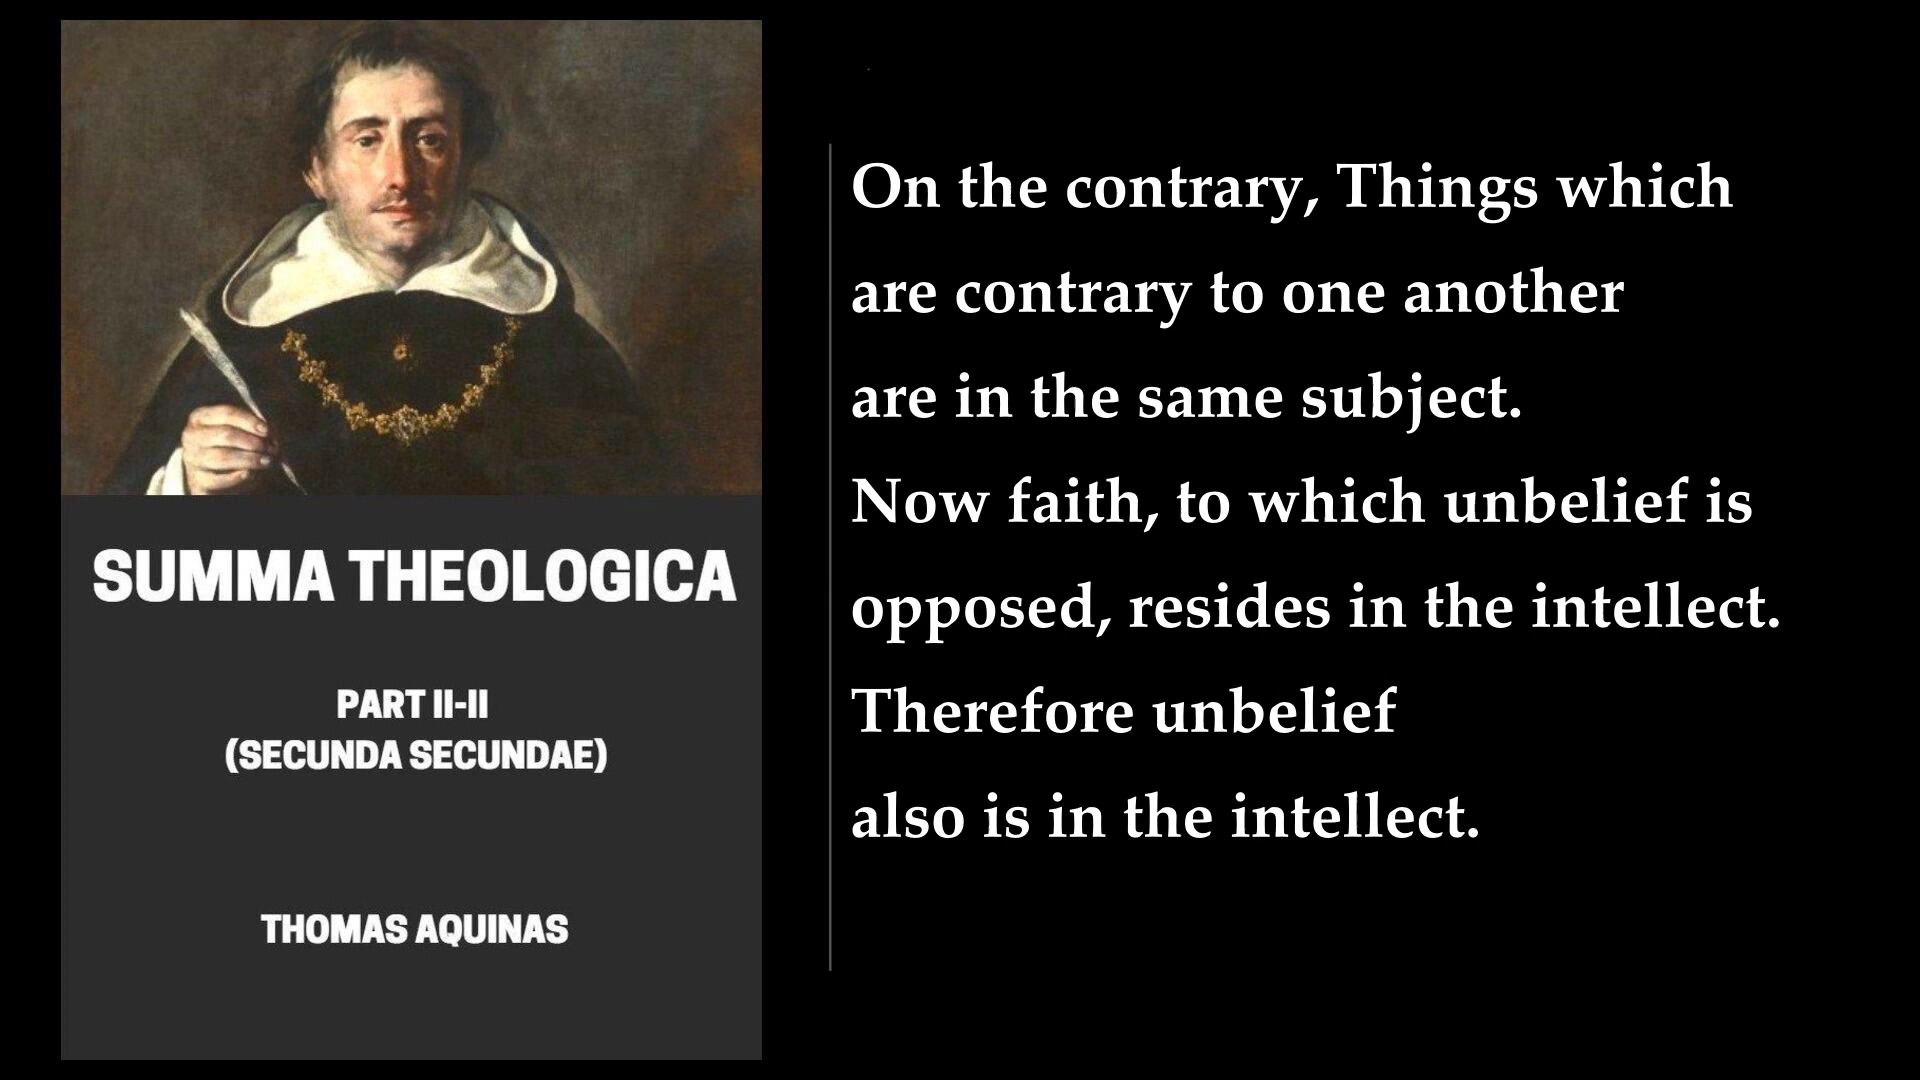 SUMMA THEOLOGICA
PART II-II
(SECUNDA SECUNDAE)
THOMAS AQUINAS
On the contrary, Things which
are contrary to one another
are in the same subject.
Now faith, to which unbelief is
opposed, resides in the intellect.
Therefore unbelief
also is in the intellect.